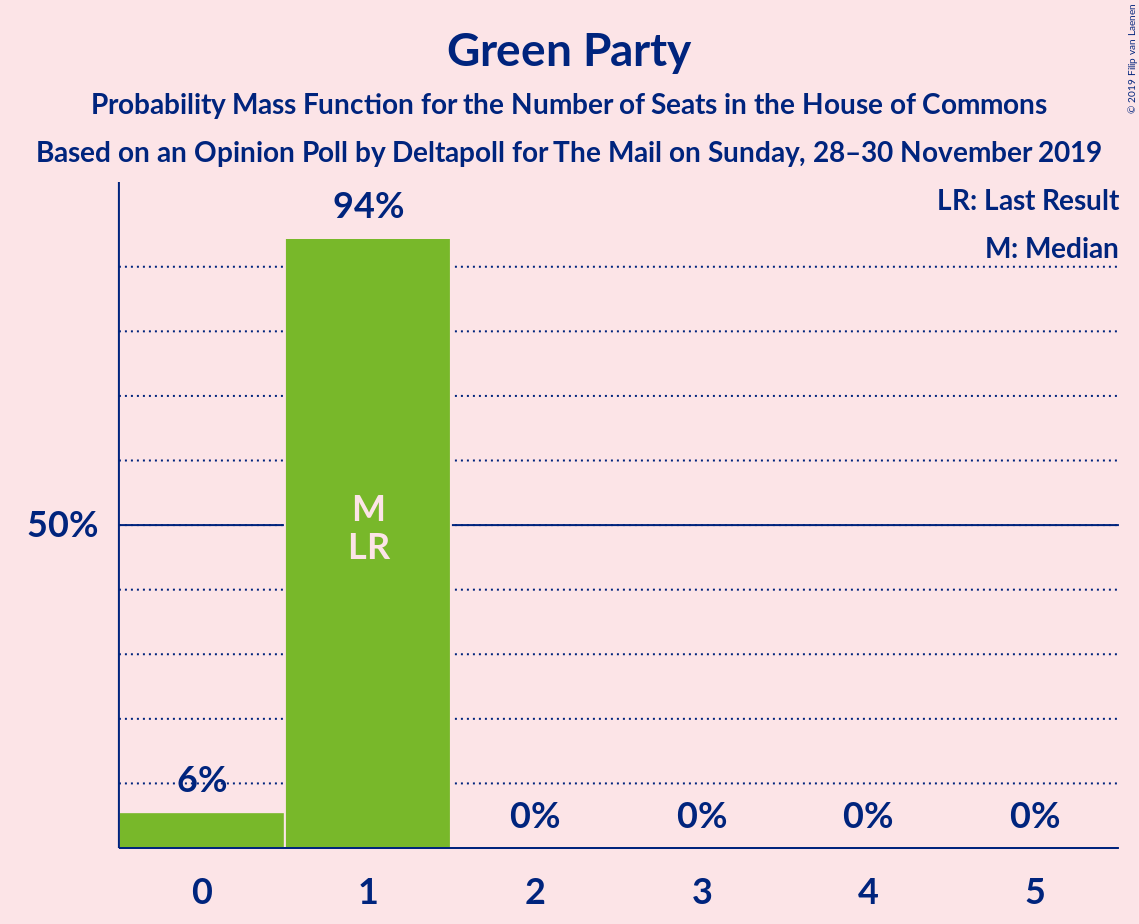 Green Party
Probability Mass Function for the Number of Seats in the House of Commons
Based on an Opinion Poll by Deltapoll for The Mail on Sunday, 28–30 November 2019
© 2019 Filip van Laenen
LR: Last Result
M: Median
94%
50%
M
LR
6%
0%
0%
0%
0%
0
1
2
3
4
5